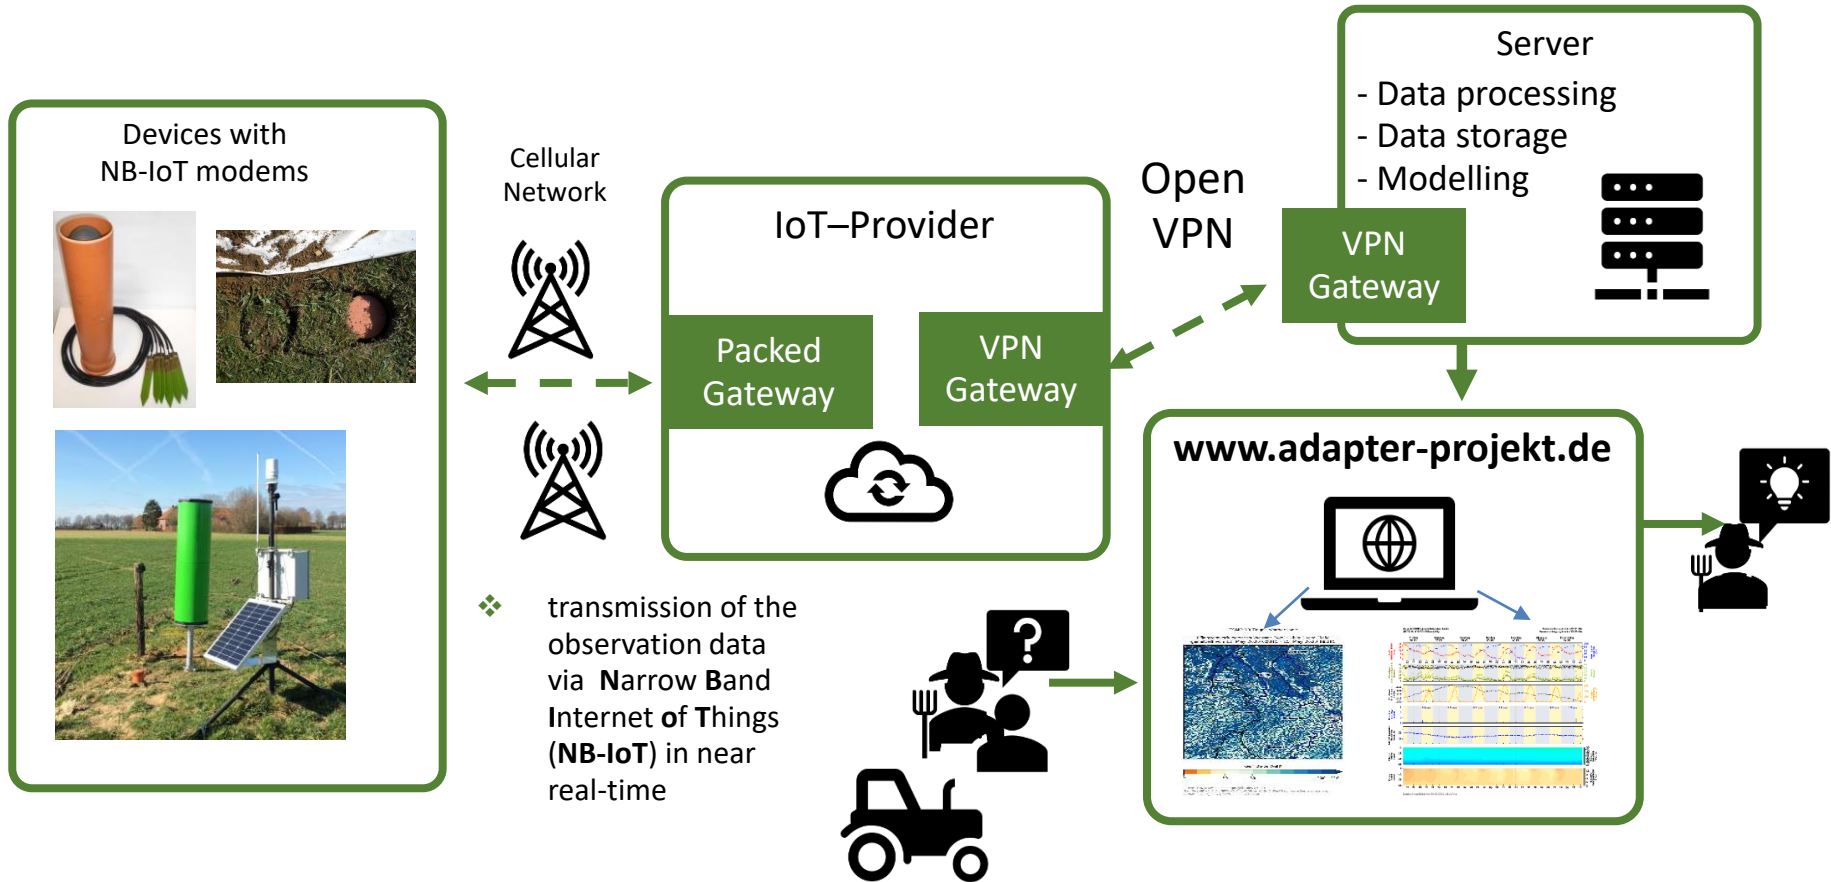 Devices with
NB-IoT modems
Cellular
Network
IoT–Provider
Packed
Gateway
VPN
Gateway
Open
VPN
Server
- Data processing
- Data storage
- Modelling
VPN
Gateway
www.adapter-projekt.de
❖ transmission of the
observation data
via Narrow Band
Internet of Things
(NB-IoT) in near
real-time
?